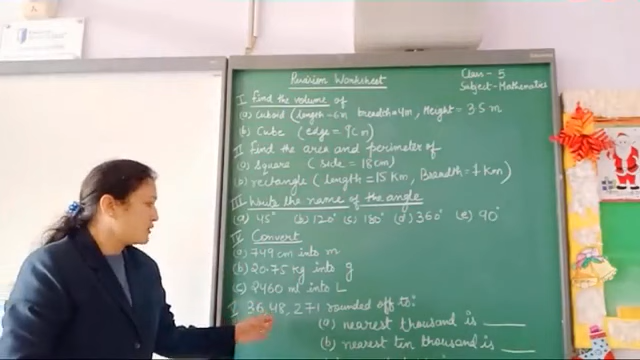 Revision Worksheet
Class - 5
Subject - Mathematics
I Find the volume of
(a) Cuboid (length = 6m breadth = 4m, Height = 3.5 m
(b) Cube (edge = 9cm)
II Find the area and perimeter of
(a) Square (side = 18cm)
(b) rectangle (length = 15 Km, Breadth = 7 Km)
III Write the name of the angle
(a) 45° (b) 120° (c) 180° (d) 360° (e) 90°
IV Convert
(a) 749 cm into m
(b) 20.75 Kg into g
(c) 2460 ml into L
V 36,48,271 rounded off to:
(a) nearest thousand is ____
(b) nearest ten thousand is ____